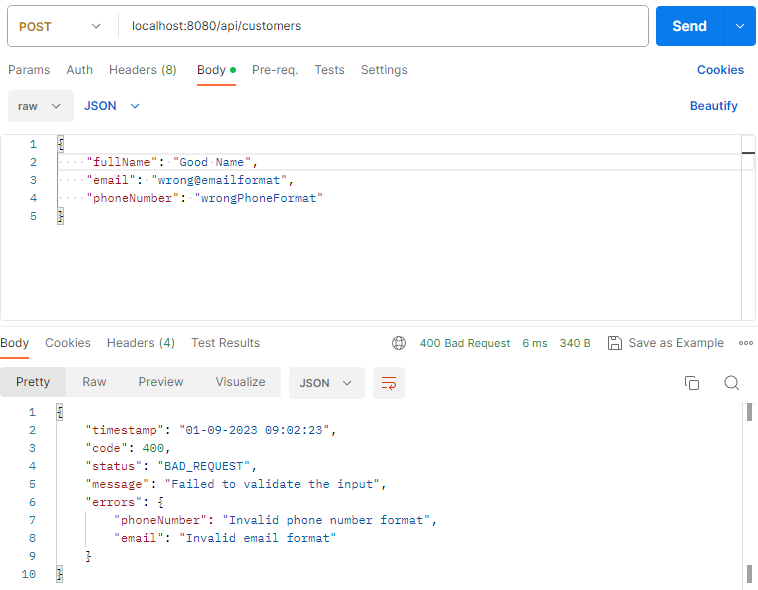 POST localhost:8080/api/customers Send
Params Auth Headers (8) Body Pre-req. Tests Settings Cookies
raw JSON Beautify
1 {
2 "fullName": "Good Name",
3 "email": "wrong@emailformat",
4 "phoneNumber": "wrongPhoneFormat"
5 }
Body Cookies Headers (4) Test Results 400 Bad Request 6 ms 340 B Save as Example
Pretty Raw Preview Visualize JSON
1 {
2 "timestamp": "01-09-2023 09:02:23",
3 "code": 400,
4 "status": "BAD_REQUEST",
5 "message": "Failed to validate the input",
6 "errors": {
7 "phoneNumber": "Invalid phone number format",
8 "email": "Invalid email format"
9 }
10 }